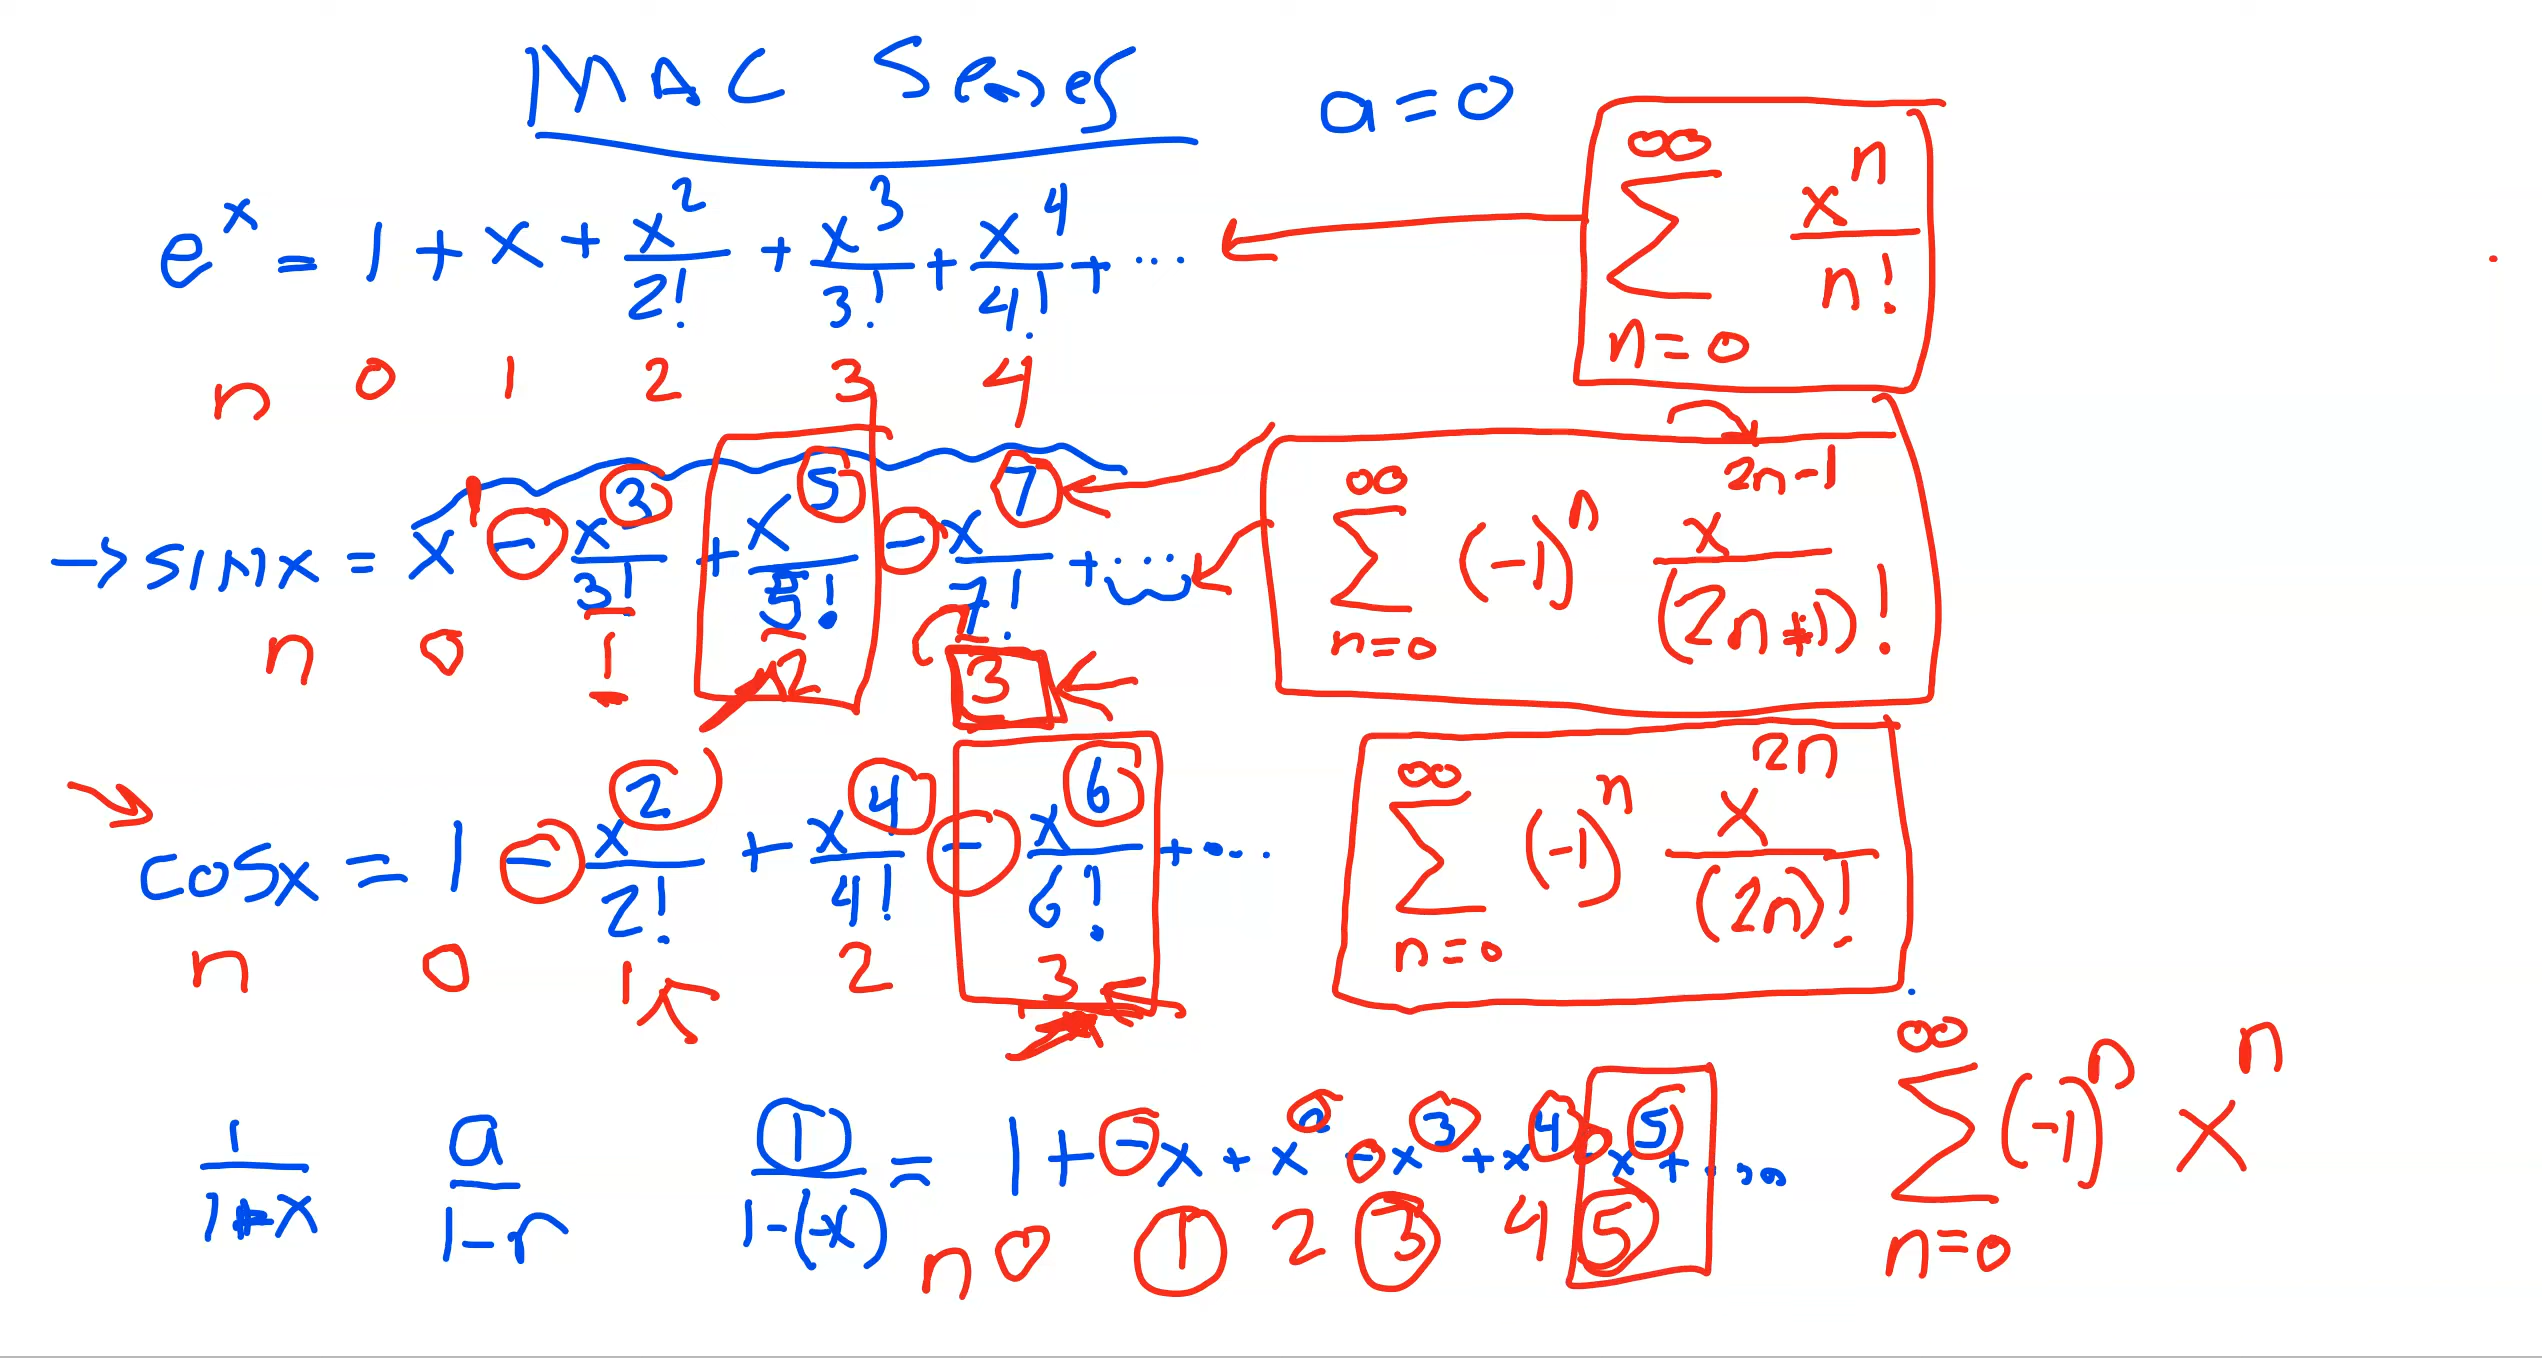 MAC Series a=0
e^x = 1 + x + x^2/2! + x^3/3! + x^4/4! + ... ∑_{n=0}^{∞} x^n/n!
n 0 1 2 3 4
→ sinx = x^1 - x^3/3! + x^5/5! - x^7/7! + ... ∑_{n=0}^{∞} (-1)^n x^{2n-1}/(2n+1)!
n 0 1 2 3
cosx = 1 - x^2/2! + x^4/4! - x^6/6! + ... ∑_{n=0}^{∞} (-1)^n x^{2n}/(2n)!
n 0 1 2 3
1/(1+x) a/(1-r) 1/(1-(-x)) = 1 + -x + x^2 - x^3 + x^4 - x^5 + ... ∑_{n=0}^{∞} (-1)^n x^n
n 0 1 2 3 4 5